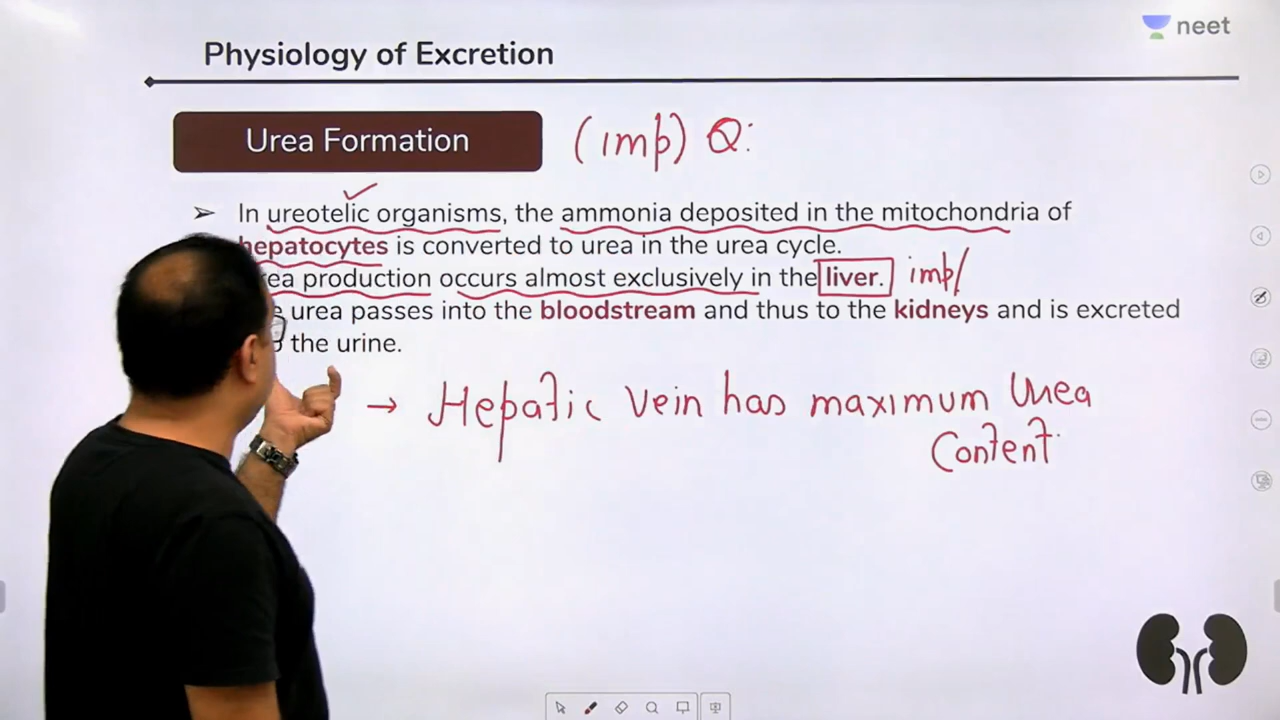 neet
Physiology of Excretion
Urea Formation (imp) Q:
➢ In ureotelic organisms, the ammonia deposited in the mitochondria of
hepatocytes is converted to urea in the urea cycle.
production occurs almost exclusively in the liver. imp/
urea passes into the bloodstream and thus to the kidneys and is excreted
the urine.
→ Hepatic vein has maximum Urea
Content